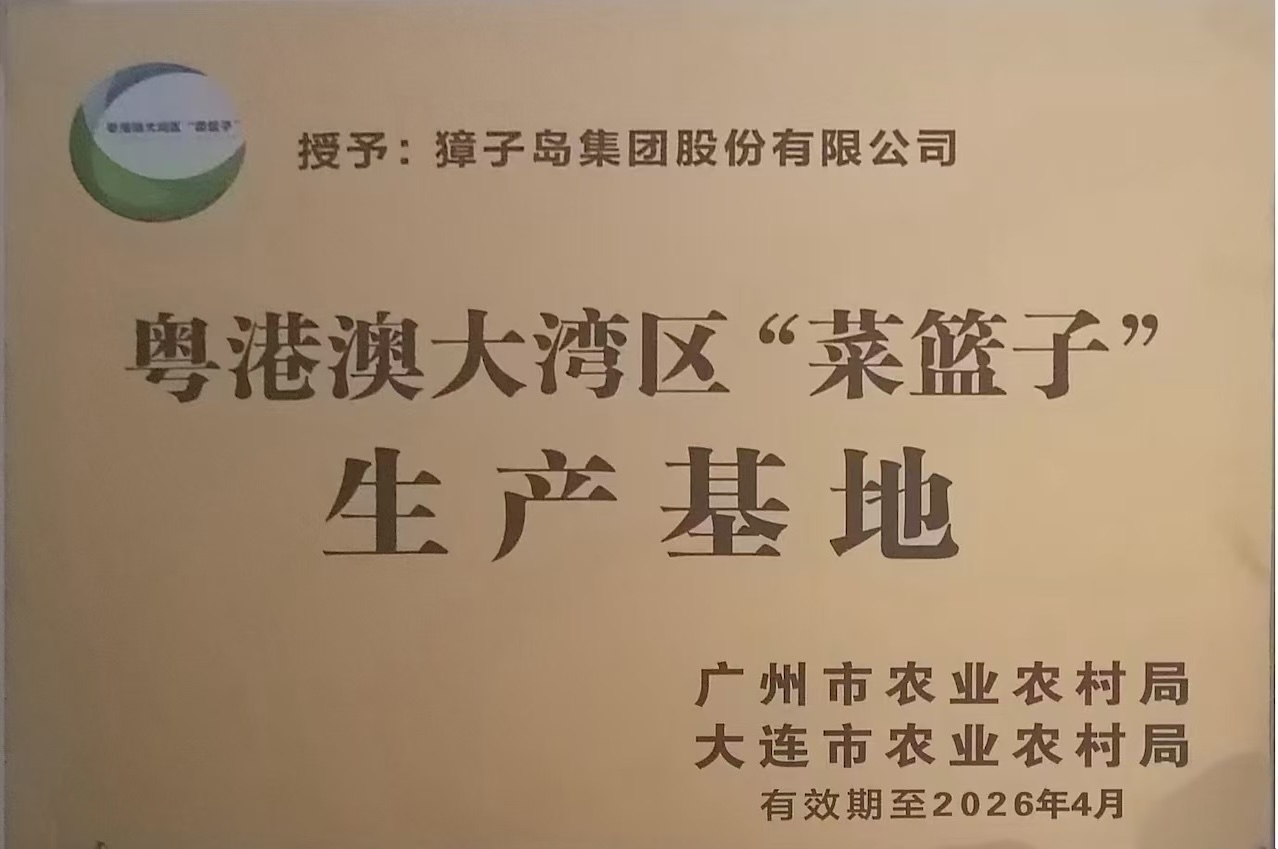 粤港澳大湾区“菜篮子”
授予：獐子岛集团股份有限公司
粤港澳大湾区“菜篮子”
生产基地
广州市农业农村局
大连市农业农村局
有效期至2026年4月